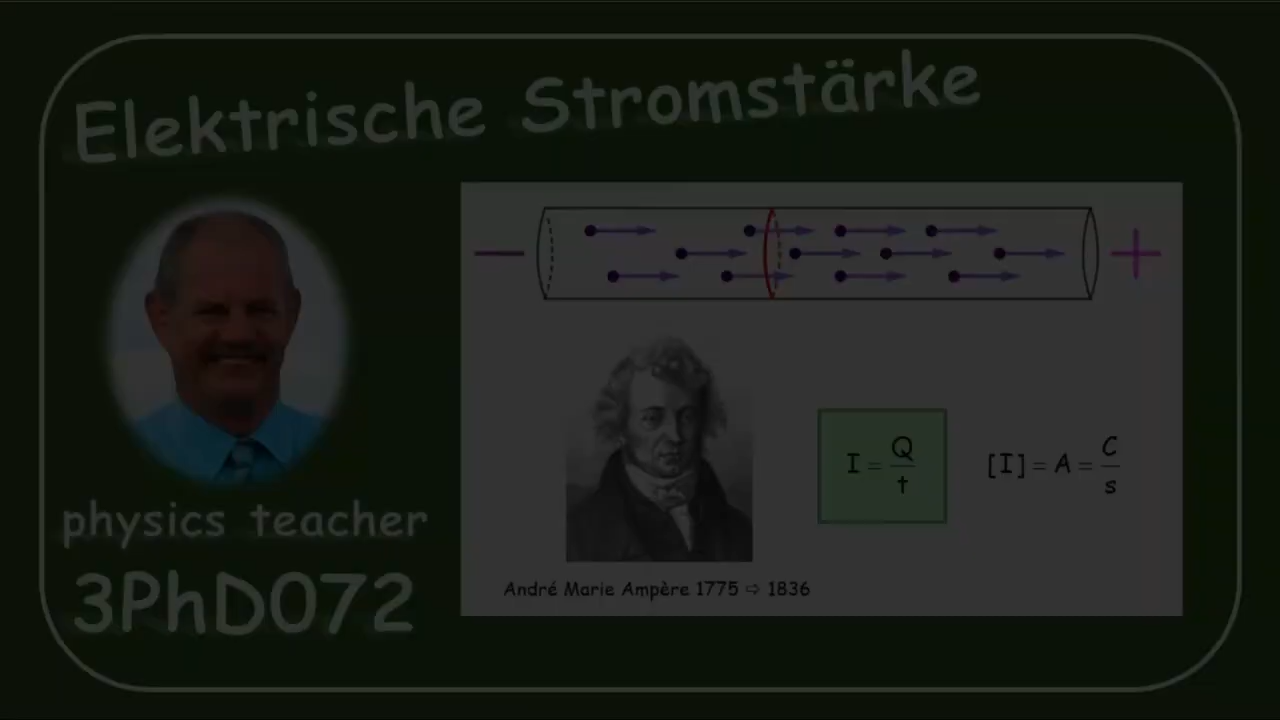 Elektrische Stromstärke
physics teacher
3PhD072
I = Q/t
[I] = A = C/s
André Marie Ampère 1775 ⇨ 1836